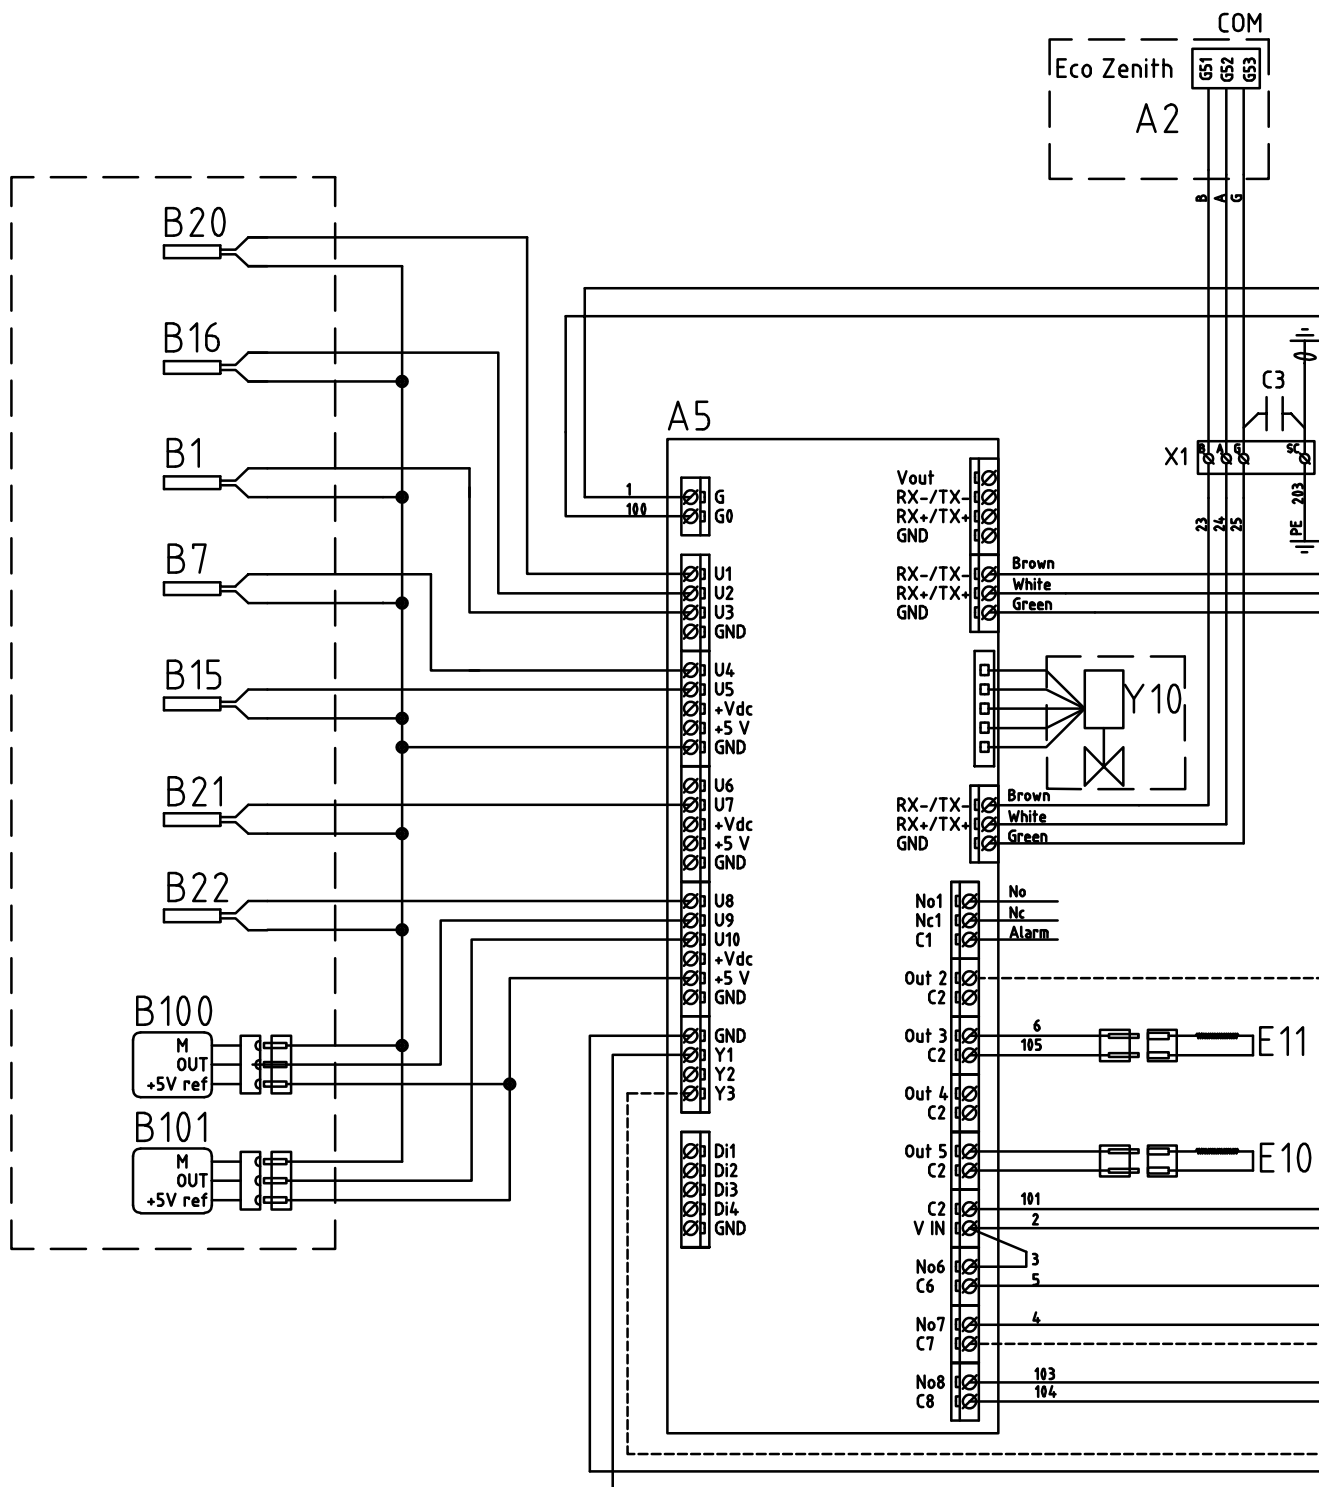 COM
Eco Zenith
G51
G52
G53
A2
B
A
G
B20
B16
B1
B7
B15
B21
B22
B100
M
OUT
+5V ref
B101
M
OUT
+5V ref
A5
1
100
G
G0
U1
U2
U3
GND
U4
U5
+Vdc
+5 V
GND
U6
U7
+Vdc
+5 V
GND
U8
U9
U10
+Vdc
+5 V
GND
GND
Y1
Y2
Y3
Di1
Di2
Di3
Di4
GND
Vout
RX-/TX-
RX+/TX+
GND
RX-/TX-
RX+/TX+
GND
Brown
White
Green
Y10
RX-/TX-
RX+/TX+
GND
Brown
White
Green
No1
Nc1
C1
No
Nc
Alarm
Out 2
C2
Out 3
C2
6
105
E11
Out 4
C2
Out 5
C2
E10
C2
V IN
101
2
No6
C6
3
5
No7
C7
4
No8
C8
103
104
C3
X1
B
A
G
SC
23
24
25
PE
203